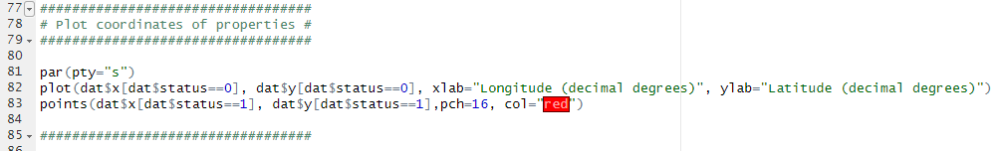 77 ##################################
78 # Plot coordinates of properties #
79 ##################################
80
81 par(pty="s")
82 plot(dat$x[dat$status==0], dat$y[dat$status==0], xlab="Longitude (decimal degrees)", ylab="Latitude (decimal degrees)")
83 points(dat$x[dat$status==1], dat$y[dat$status==1],pch=16, col="red")
84
85 ##################################
86